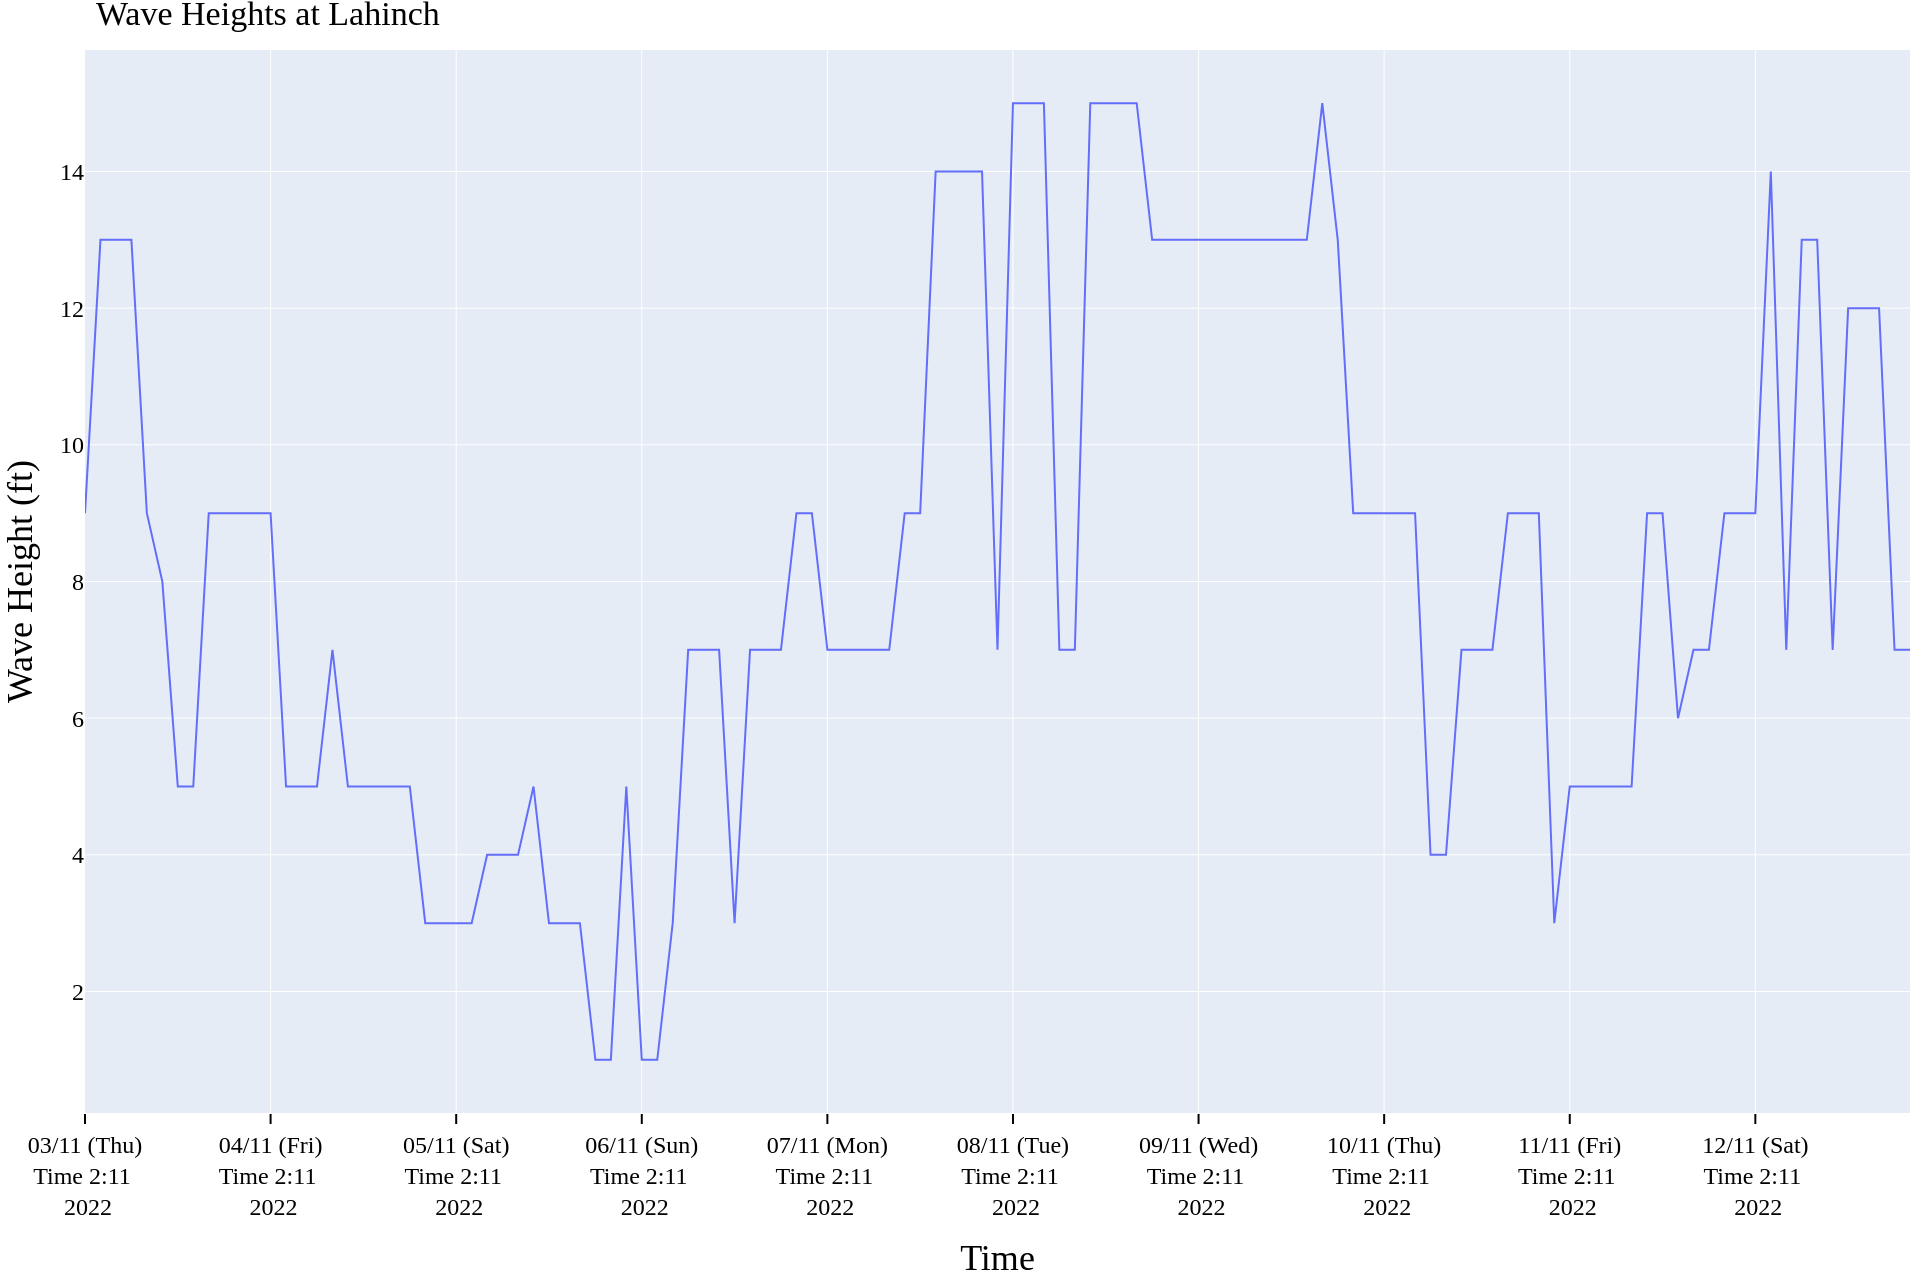 Wave Heights at Lahinch
Wave Height (ft)
14
12
10
8
6
4
2
03/11 (Thu) 04/11 (Fri) 05/11 (Sat) 06/11 (Sun) 07/11 (Mon) 08/11 (Tue) 09/11 (Wed) 10/11 (Thu) 11/11 (Fri) 12/11 (Sat)
Time 2:11 Time 2:11 Time 2:11 Time 2:11 Time 2:11 Time 2:11 Time 2:11 Time 2:11 Time 2:11 Time 2:11
2022 2022 2022 2022 2022 2022 2022 2022 2022 2022
Time